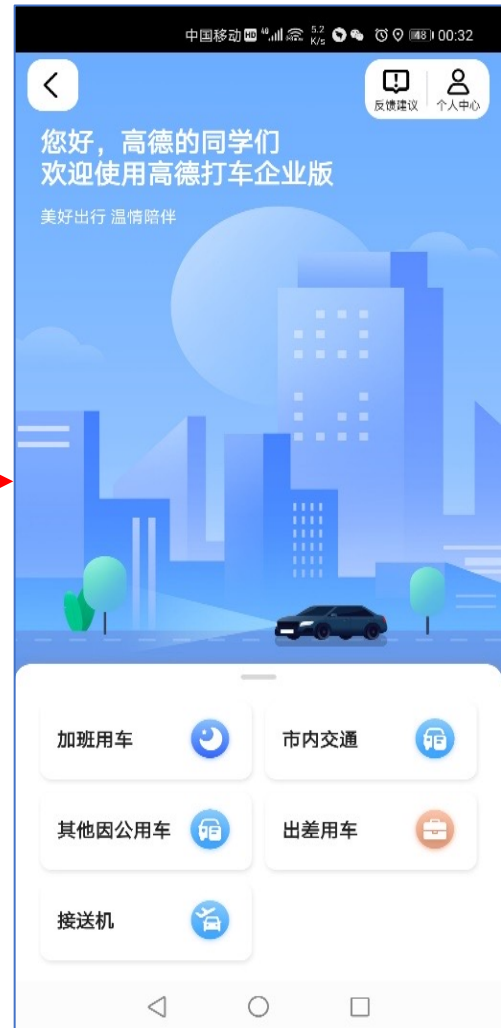 中国移动 HD 4G 5.2 K/s 48 00:32
反馈建议 个人中心
您好，高德的同学们
欢迎使用高德打车企业版
美好出行 温情陪伴
加班用车 市内交通
其他因公用车 出差用车
接送机